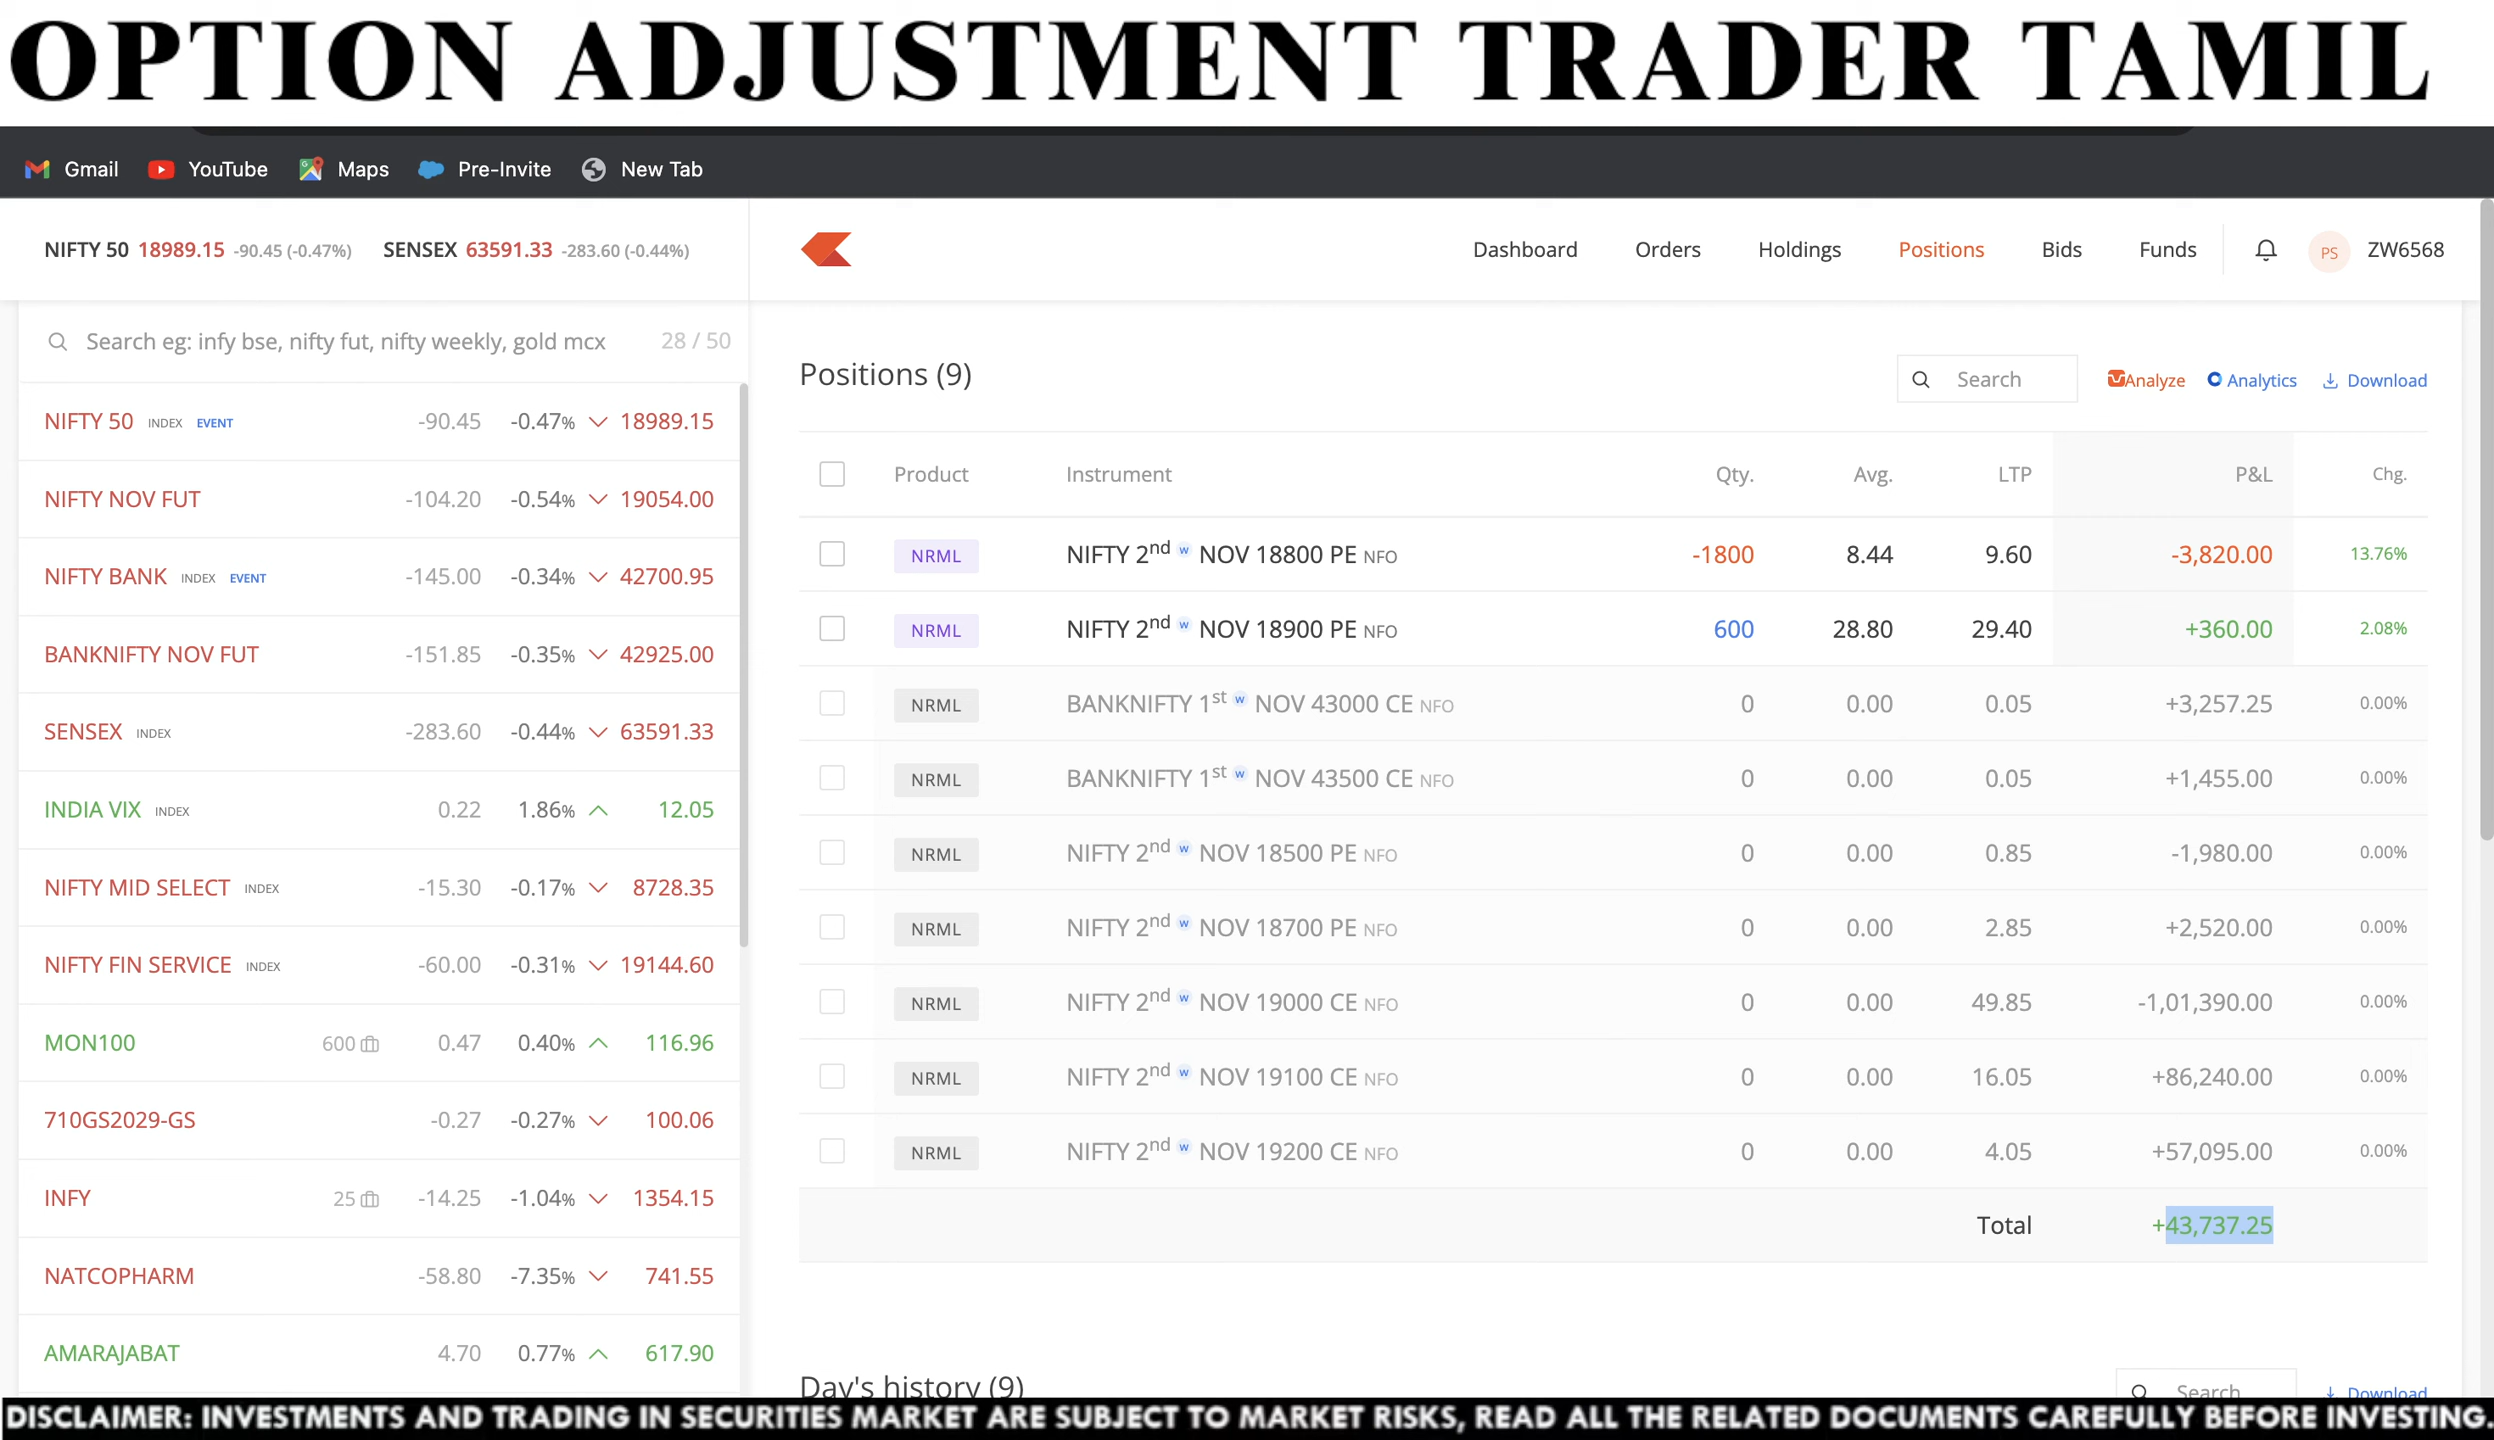 OPTION ADJUSTMENT TRADER TAMIL
Gmail YouTube Maps Pre-Invite New Tab
NIFTY 50 18989.15 -90.45 (-0.47%) SENSEX 63591.33 -283.60 (-0.44%)
Dashboard Orders Holdings Positions Bids Funds PS ZW6568
Search eg: infy bse, nifty fut, nifty weekly, gold mcx 28 / 50
NIFTY 50 INDEX EVENT -90.45 -0.47% 18989.15
NIFTY NOV FUT -104.20 -0.54% 19054.00
NIFTY BANK INDEX EVENT -145.00 -0.34% 42700.95
BANKNIFTY NOV FUT -151.85 -0.35% 42925.00
SENSEX INDEX -283.60 -0.44% 63591.33
INDIA VIX INDEX 0.22 1.86% 12.05
NIFTY MID SELECT INDEX -15.30 -0.17% 8728.35
NIFTY FIN SERVICE INDEX -60.00 -0.31% 19144.60
MON100 600 0.47 0.40% 116.96
710GS2029-GS -0.27 -0.27% 100.06
INFY 25 -14.25 -1.04% 1354.15
NATCOPHARM -58.80 -7.35% 741.55
AMARAJABAT 4.70 0.77% 617.90
Positions (9) Search Analyze Analytics Download
Product Instrument Qty. Avg. LTP P&L Chg.
NRML NIFTY 2nd w NOV 18800 PE NFO -1800 8.44 9.60 -3,820.00 13.76%
NRML NIFTY 2nd w NOV 18900 PE NFO 600 28.80 29.40 +360.00 2.08%
NRML BANKNIFTY 1st w NOV 43000 CE NFO 0 0.00 0.05 +3,257.25 0.00%
NRML BANKNIFTY 1st w NOV 43500 CE NFO 0 0.00 0.05 +1,455.00 0.00%
NRML NIFTY 2nd w NOV 18500 PE NFO 0 0.00 0.85 -1,980.00 0.00%
NRML NIFTY 2nd w NOV 18700 PE NFO 0 0.00 2.85 +2,520.00 0.00%
NRML NIFTY 2nd w NOV 19000 CE NFO 0 0.00 49.85 -1,01,390.00 0.00%
NRML NIFTY 2nd w NOV 19100 CE NFO 0 0.00 16.05 +86,240.00 0.00%
NRML NIFTY 2nd w NOV 19200 CE NFO 0 0.00 4.05 +57,095.00 0.00%
Total +43,737.25
Day's history (9) Search Download
DISCLAIMER: INVESTMENTS AND TRADING IN SECURITIES MARKET ARE SUBJECT TO MARKET RISKS, READ ALL THE RELATED DOCUMENTS CAREFULLY BEFORE INVESTING.